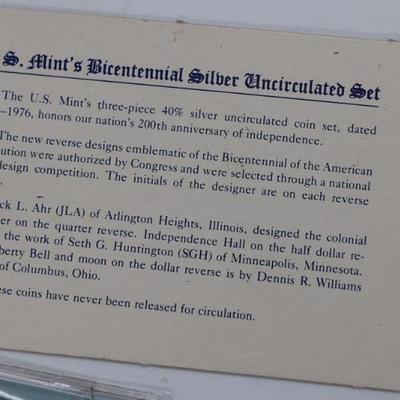 S. Mint's Bicentennial Silver Uncirculated Set
The U.S. Mint's three-piece 40% silver uncirculated coin set, dated
–1976, honors our nation's 200th anniversary of independence.
The new reverse designs emblematic of the Bicentennial of the American
ution were authorized by Congress and were selected through a national
design competition. The initials of the designer are on each reverse
.
ck L. Ahr (JLA) of Arlington Heights, Illinois, designed the colonial
er on the quarter reverse. Independence Hall on the half dollar re-
the work of Seth G. Huntington (SGH) of Minneapolis, Minnesota.
berty Bell and moon on the dollar reverse is by Dennis R. Williams
of Columbus, Ohio.
ese coins have never been released for circulation.